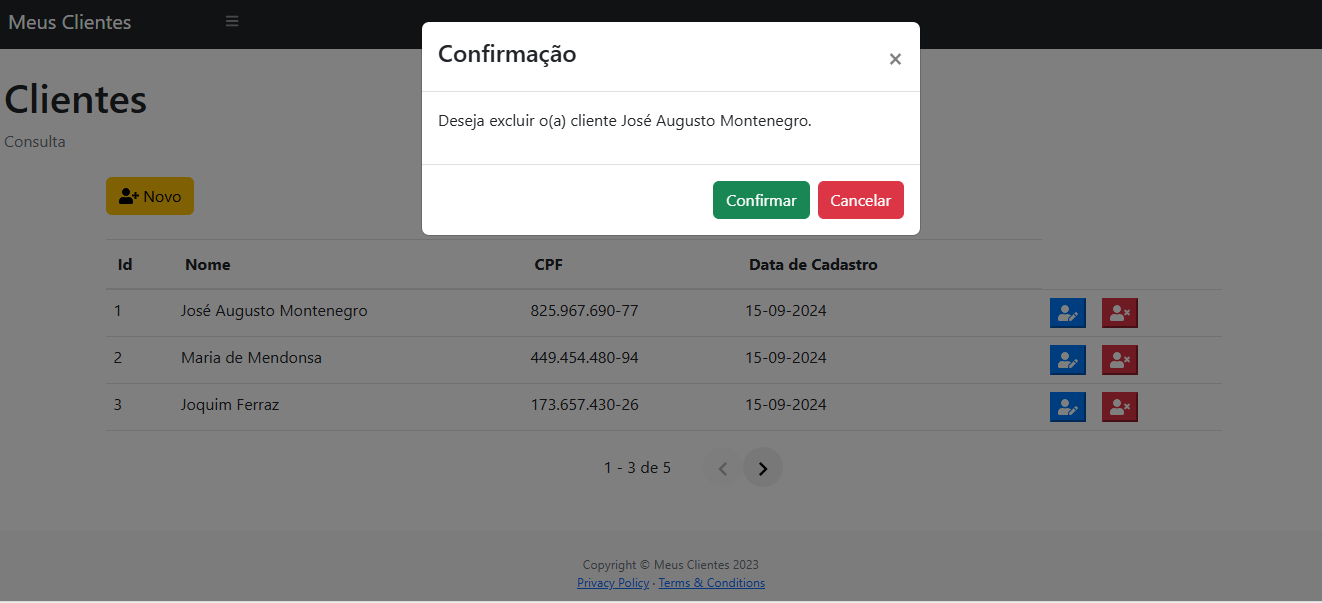 Meus Clientes
Confirmação
×
Deseja excluir o(a) cliente José Augusto Montenegro.
Confirmar Cancelar
Clientes
Consulta
Novo
Id Nome CPF Data de Cadastro
1 José Augusto Montenegro 825.967.690-77 15-09-2024
2 Maria de Mendonsa 449.454.480-94 15-09-2024
3 Joquim Ferraz 173.657.430-26 15-09-2024
1 - 3 de 5
Copyright © Meus Clientes 2023
Privacy Policy · Terms & Conditions